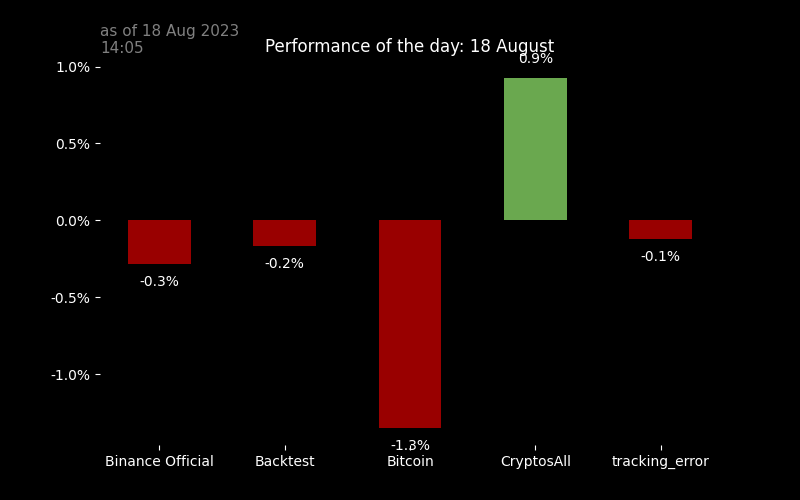 as of 18 Aug 2023
14:05
Performance of the day: 18 August
1.0%
0.5%
0.0%
-0.5%
-1.0%
-0.3%
-0.2%
-1.3%
0.9%
-0.1%
Binance Official
Backtest
Bitcoin
CryptosAll
tracking_error